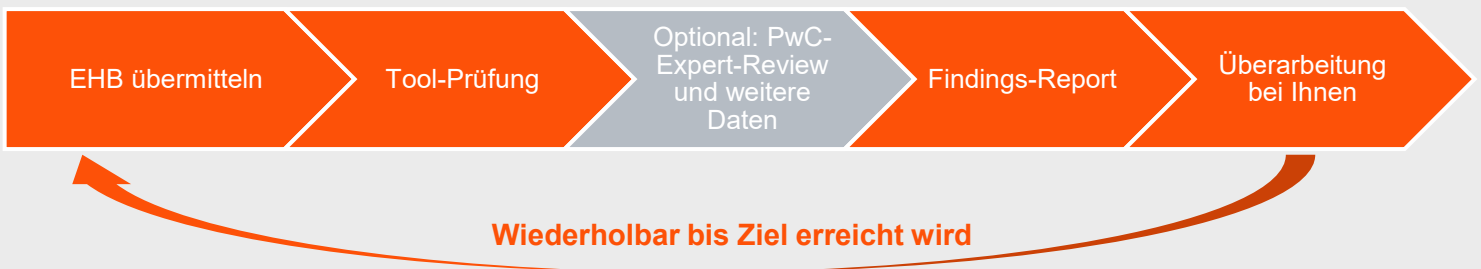 EHB übermitteln
Tool-Prüfung
Optional: PwC-
Expert-Review
und weitere
Daten
Findings-Report
Überarbeitung
bei Ihnen
Wiederholbar bis Ziel erreicht wird